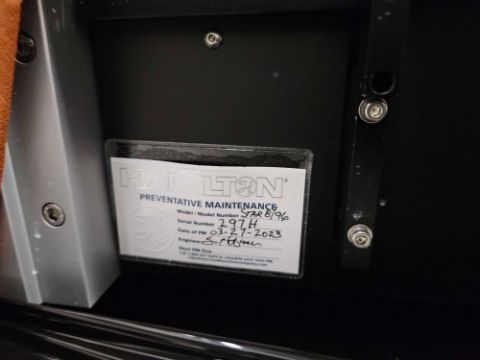 HAMILTON
PREVENTATIVE MAINTENANCE
Model / Model Number STAR 8/96
Serial Number 297H
Date of PM 03-27-2023
Engineer
Next PM Due